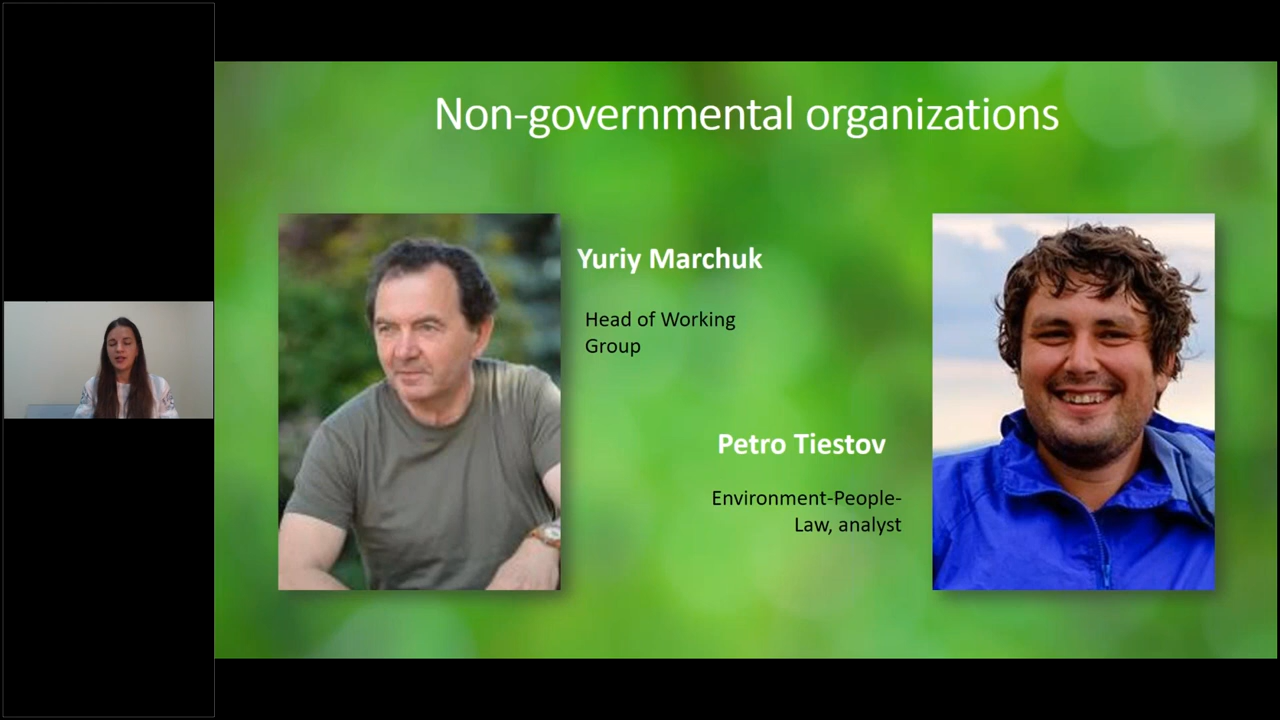 Non-governmental organizations
Yuriy Marchuk
Head of Working
Group
Petro Tiestov
Environment-People-
Law, analyst